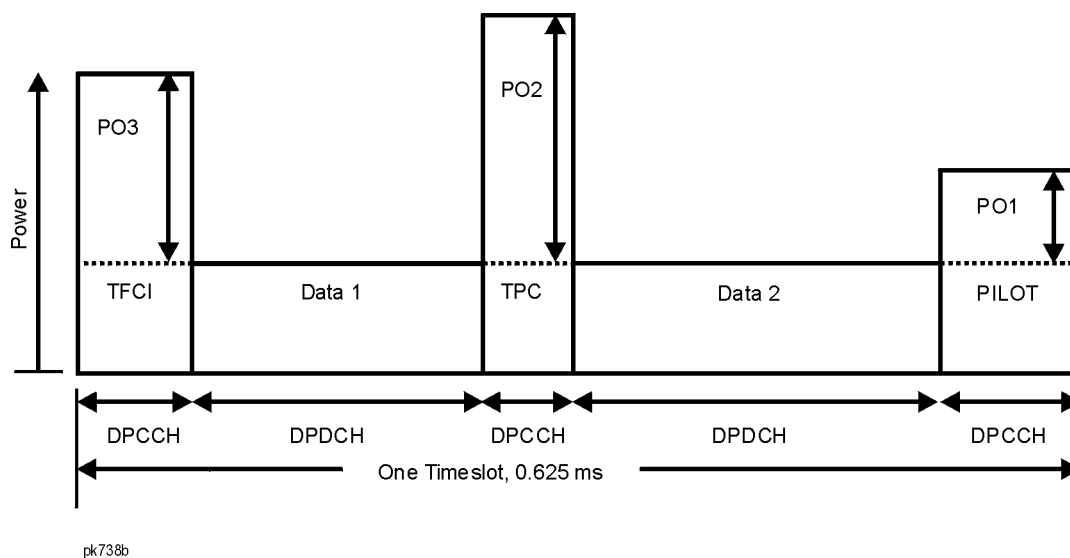 PO2
PO3
PO1
Power
TFCI
Data 1
TPC
Data 2
PILOT
DPCCH
DPDCH
DPCCH
DPDCH
DPCCH
One Timeslot, 0.625 ms
pk738b